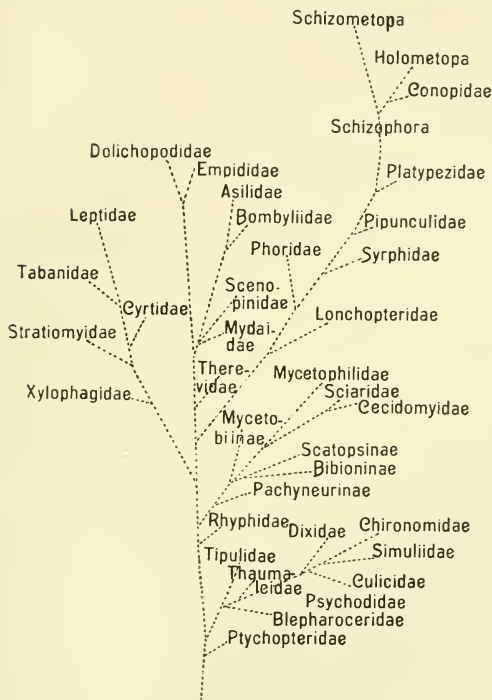 Schizometopa
Holometopa
Conopidae
Schizophora
Dolichopodidae
Empididae
Platypezidae
Asilidae
Leptidae
Bombyliidae
Pipunculidae
Phoridae
Syrphidae
Tabanidae
Sceno-
pinidae
Cyrtidae
Lonchopteridae
Stratiomyidae
Mydai-
dae
There-
vidae
Mycetophilidae
Xylophagidae
Sciaridae
Cecidomyidae
Myceto-
biinae
Scatopsinae
Bibioninae
Pachyneurinae
Rhyphidae
Dixidae
Chironomidae
Tipulidae
Simuliidae
Thauma-
leidae
Culicidae
Psychodidae
Blepharoceridae
Ptychopteridae